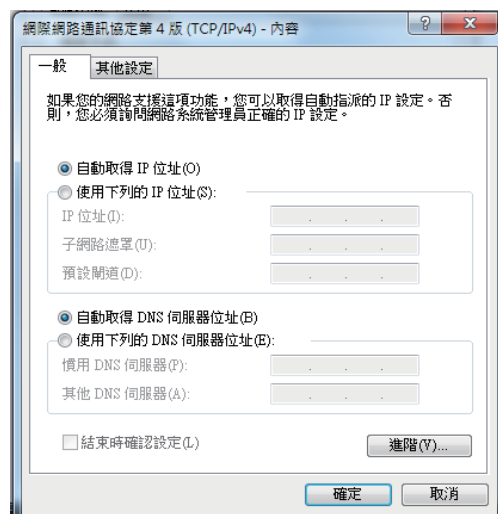 網際網路通訊協定第 4 版 (TCP/IPv4) - 內容
一般
其他設定
如果您的網路支援這項功能，您可以取得自動指派的 IP 設定。否
則，您必須詢問網路系統管理員正確的 IP 設定。
自動取得 IP 位址(O)
使用下列的 IP 位址(S):
IP 位址(I):
子網路遮罩(U):
預設閘道(D):
自動取得 DNS 伺服器位址(B)
使用下列的 DNS 伺服器位址(E):
慣用 DNS 伺服器(P):
其他 DNS 伺服器(A):
結束時確認設定(L)
進階(V)...
確定
取消